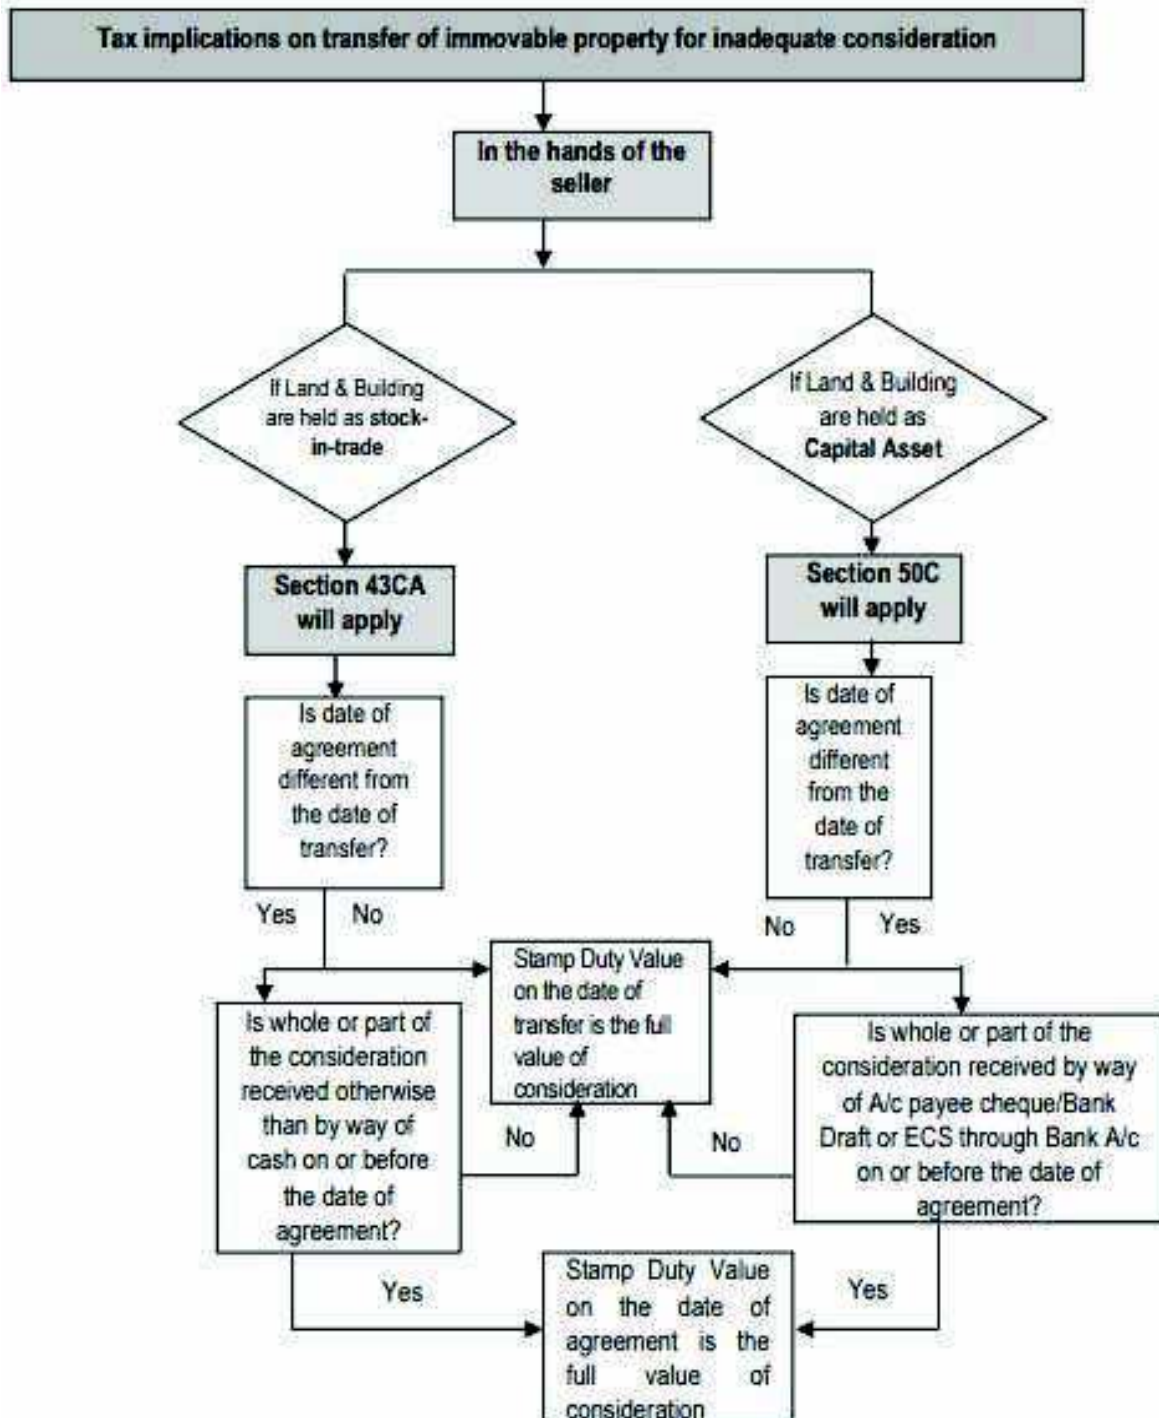 Tax implications on transfer of immovable property for inadequate consideration
In the hands of the
seller
If Land & Building
are held as stock-
in-trade
If Land & Building
are held as
Capital Asset
Section 43CA
will apply
Section 50C
will apply
Is date of
agreement
different from
the date of
transfer?
Is date of
agreement
different
from the
date of
transfer?
Yes
No
No
Yes
Stamp Duty Value
on the date of
transfer is the full
value of
consideration
Is whole or part of
the consideration
received otherwise
than by way of
cash on or before
the date of
agreement?
Is whole or part of the
consideration received by way
of A/c payee cheque/Bank
Draft or ECS through Bank A/c
on or before the date of
agreement?
No
No
Yes
Yes
Stamp Duty Value
on the date of
agreement is the
full value of
consideration